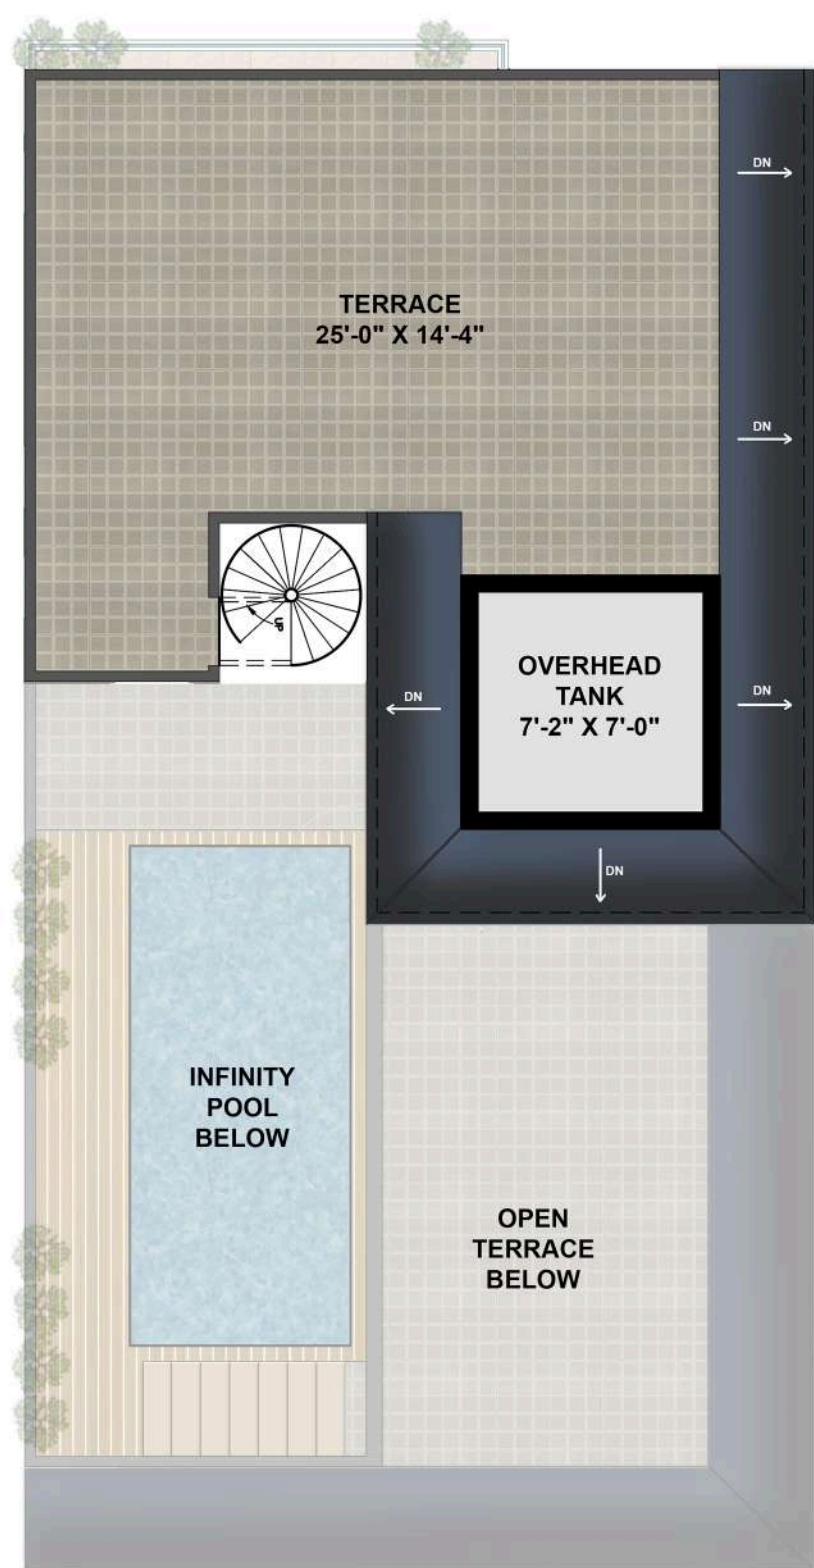 DN
TERRACE
25'-0" X 14'-4"
DN
UP
OVERHEAD
TANK
7'-2" X 7'-0"
DN
DN
DN
INFINITY
POOL
BELOW
OPEN
TERRACE
BELOW